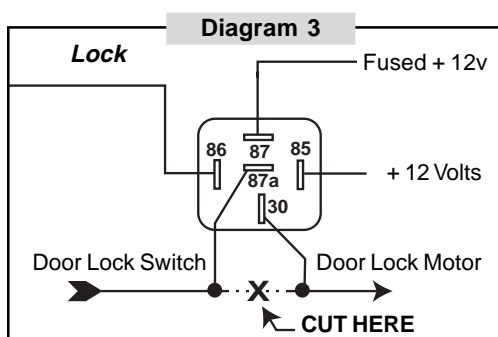 Diagram 3
Lock
Fused + 12v
86 87 85
87a
+ 12 Volts
30
Door Lock Switch Door Lock Motor
X
CUT HERE